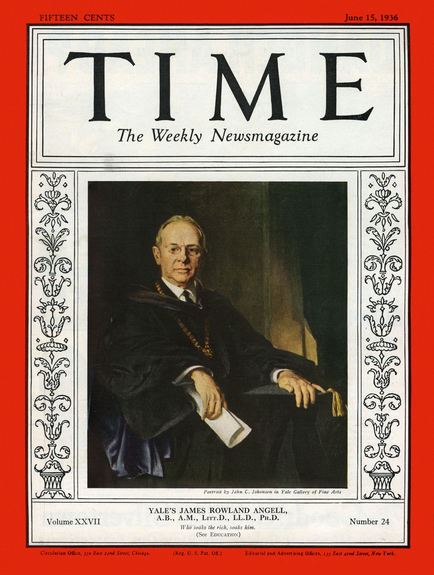 FIFTEEN CENTS
June 15, 1936
TIME
The Weekly Newsmagazine
Portrait by John C. Johansen in Yale Gallery of Fine Arts
YALE'S JAMES ROWLAND ANGELL,
A.B., A.M., LITT.D., LL.D., PH.D.
Who seeks the rich, seeks him.
(See EDUCATION)
Volume XXVII
Number 24
Circulation Office, 350 East 22nd Street, Chicago.
(Reg. U. S. Pat. Off.)
Editorial and Advertising Offices, 135 East 42nd Street, New York.